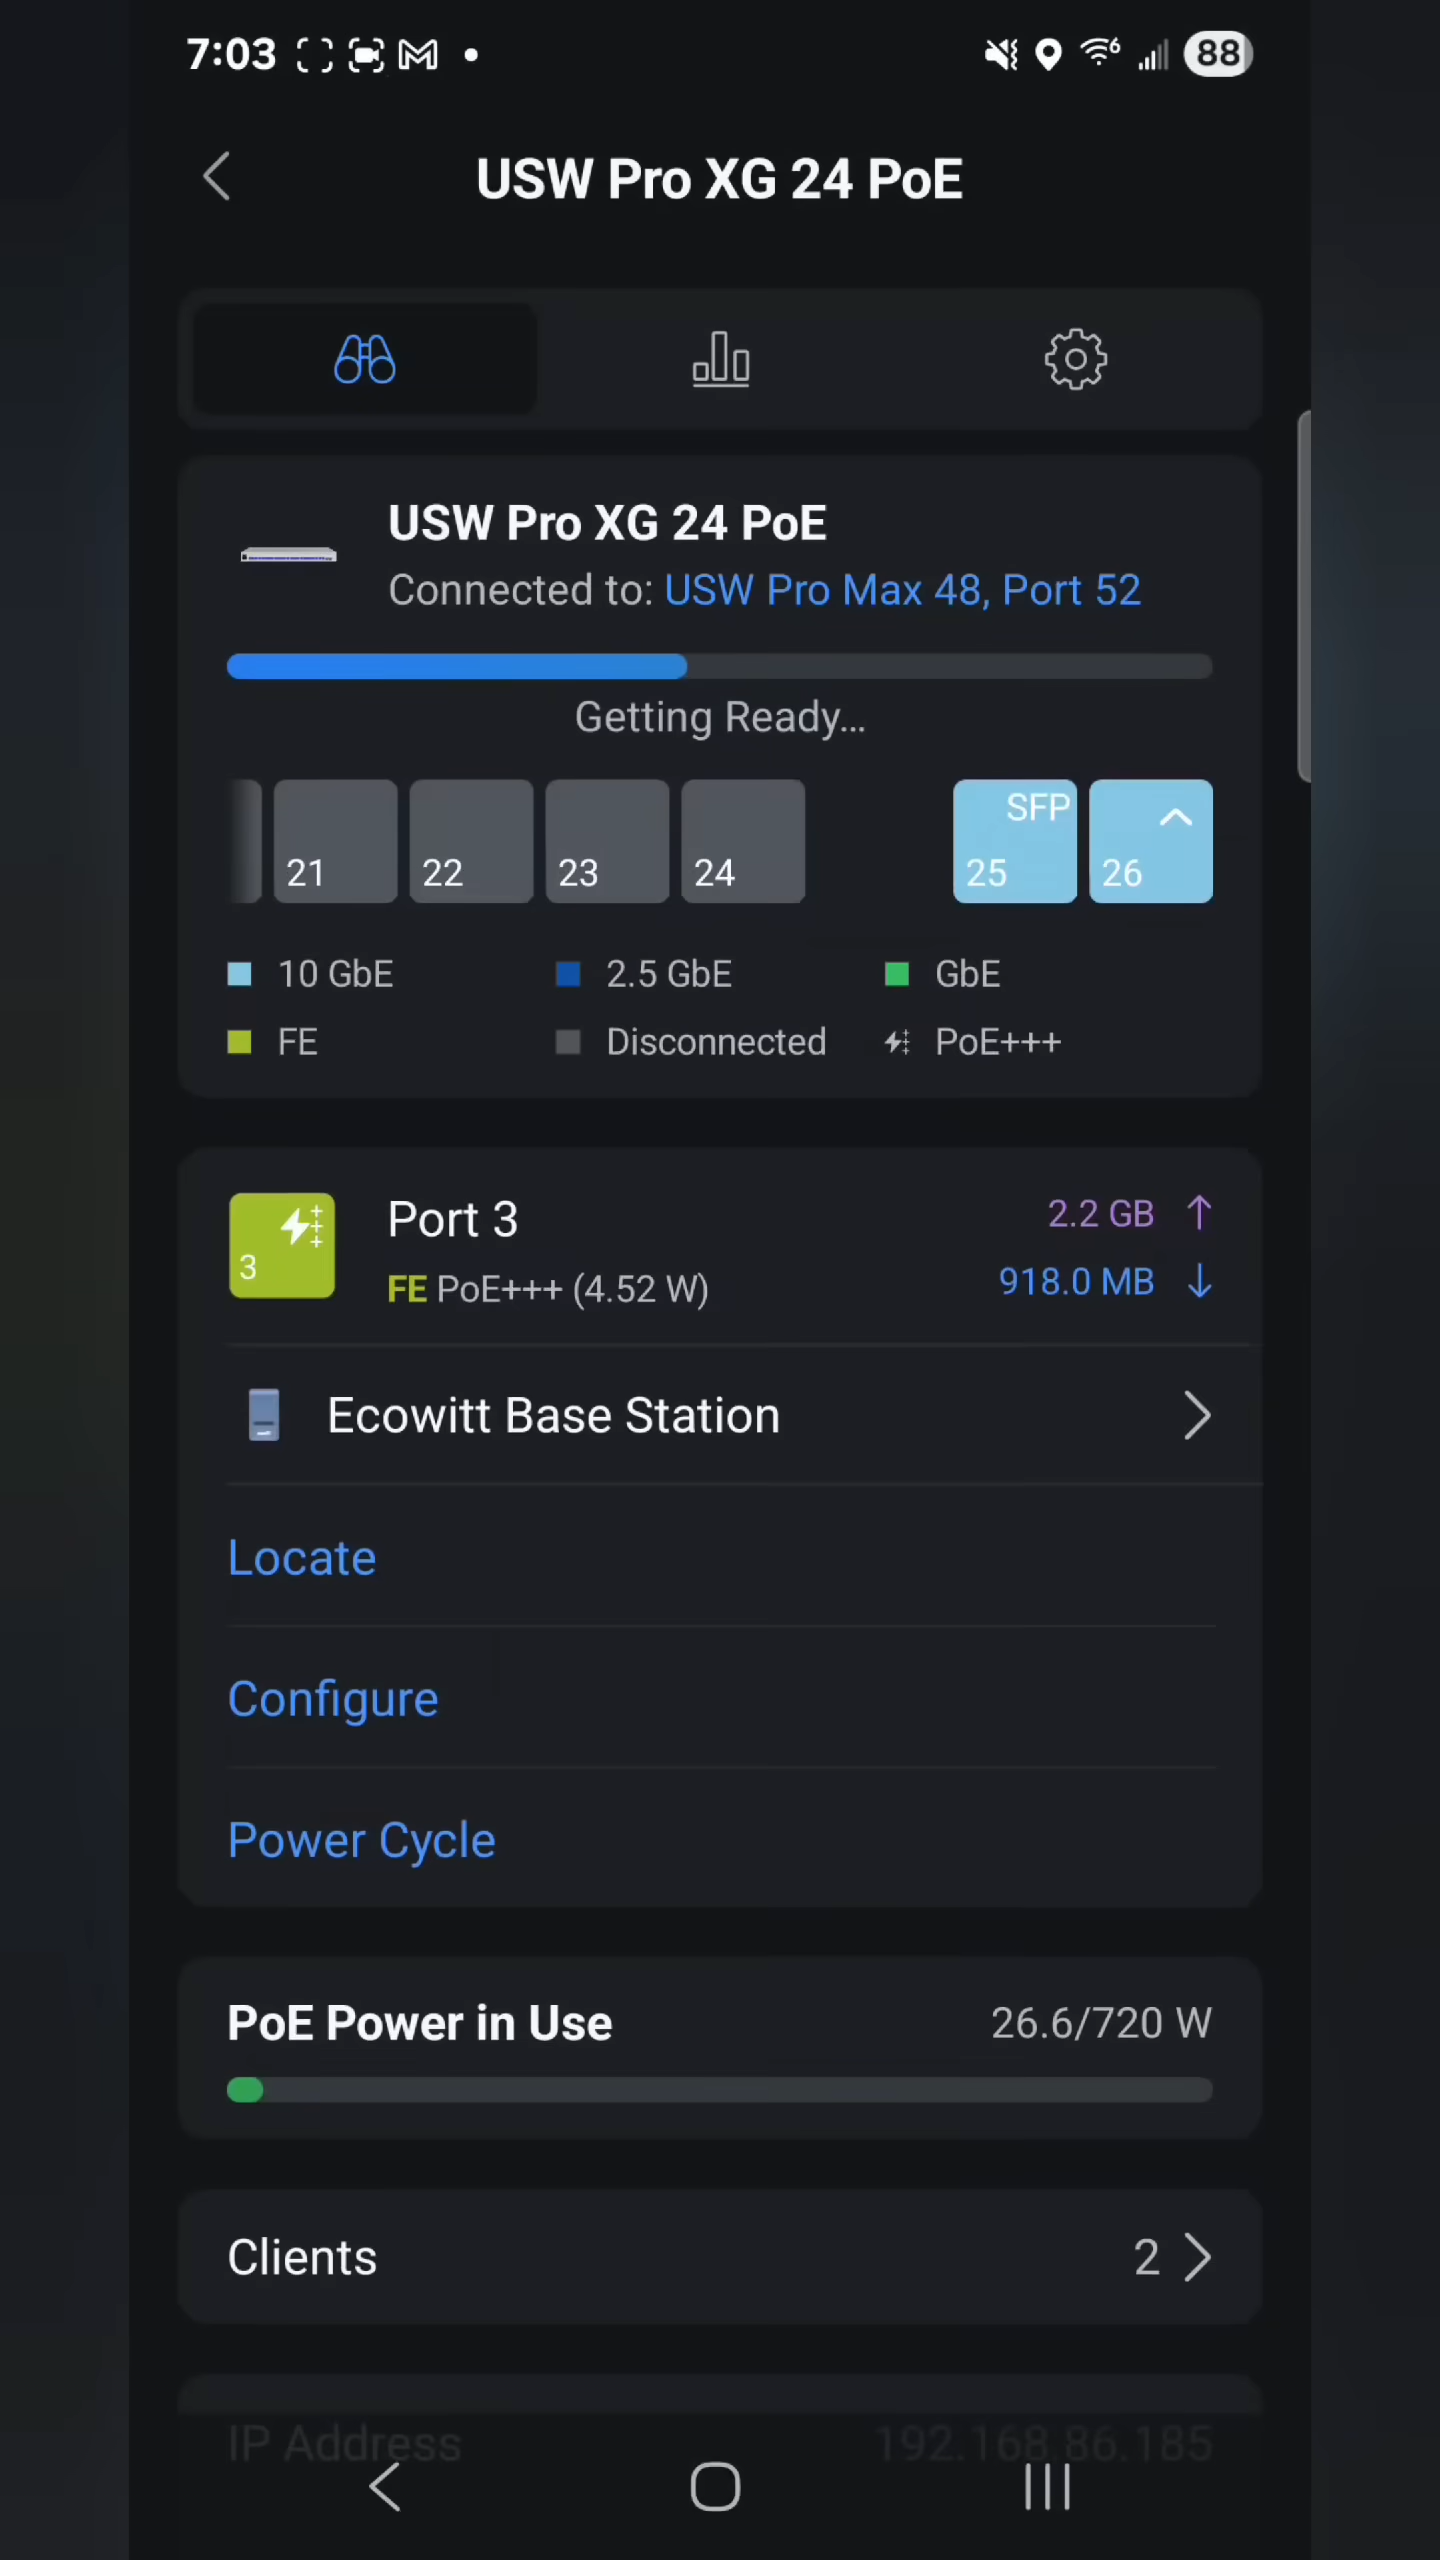 7:03
88
USW Pro XG 24 PoE
USW Pro XG 24 PoE
Connected to: USW Pro Max 48, Port 52
Getting Ready...
21 22 23 24 SFP 25 26
10 GbE 2.5 GbE GbE
FE Disconnected PoE+++
3
Port 3
2.2 GB
FE PoE+++ (4.52 W)
918.0 MB
Ecowitt Base Station
Locate
Configure
Power Cycle
PoE Power in Use 26.6/720 W
Clients 2
IP Address 192.168.86.185